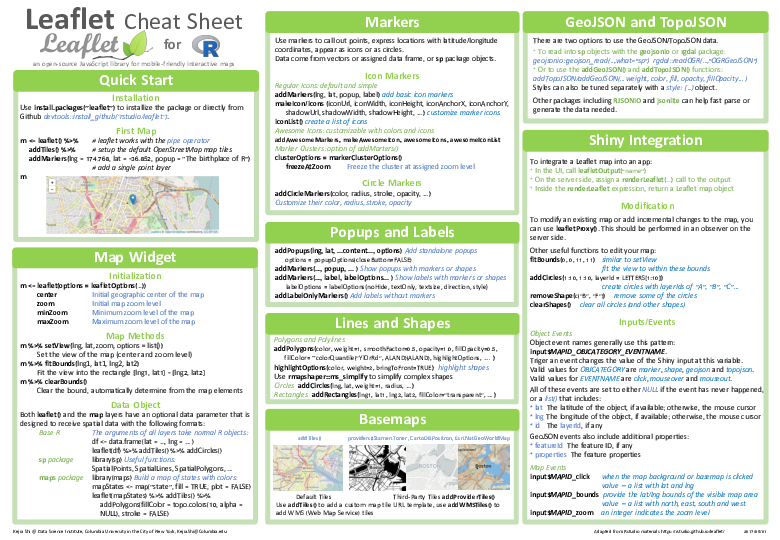 Leaflet Cheat Sheet
Leaflet for R
an open-source JavaScript library for mobile-friendly interactive maps
Quick Start
Installation
Use install.packages("leaflet") to installize the package or directly from
Github devtools::install_github("rstudio/leaflet").
First Map
m <- leaflet() %>% # leaflet works with the pipe operator
addTiles() %>% # setup the default OpenStreetMap map tiles
addMarkers(lng = 174.768, lat = -36.852, popup = "The birthplace of R")
# add a single point layer
m
Map Widget
Initialization
m <- leaflet(options = leafletOptions(...))
center Initial geographic center of the map
zoom Initial map zoom level
minZoom Minimum zoom level of the map
maxZoom Maximum zoom level of the map
Map Methods
m %>% setView(lng, lat, zoom, options = list())
Set the view of the map (center and zoom level)
m %>% fitBounds(lng1, lat1, lng2, lat2)
Fit the view into the rectangle [lng1, lat1] - [lng2, lat2]
m %>% clearBounds()
Clear the bound, automatically determine from the map elements
Data Object
Both leaflet() and the map layers have an optional data parameter that is
designed to receive spatial data with the following formats:
Base R The arguments of all layers take normal R objects:
df <- data.frame(lat = ..., lng = ...)
leaflet(df) %>% addTiles() %>% addCircles()
sp package library(sp) Useful functions:
SpatialPoints, SpatialLines, SpatialPolygons, ...
maps package library(maps) Build a map of states with colors:
mapStates <- map("state", fill = TRUE, plot = FALSE)
leaflet(mapStates) %>% addTiles() %>%
addPolygons(fillColor = topo.colors(10, alpha =
NULL), stroke = FALSE)
Markers
Use markers to call out points, express locations with latitude/longitude
coordinates, appear as icons or as circles.
Data come from vectors or assigned data frame, or sp package objects.
Icon Markers
Regular Icons: default and simple
addMarkers(lng, lat, popup, label) add basic icon markers
makeIcon/Icons (iconUrl, iconWidth, iconHeight, iconAnchorX, iconAnchorY,
shadowUrl, shadowWidth, shadowHeight, ...) customize marker icons
iconList() create a list of icons
Awesome Icons: customizable with colors and icons
addAwesomeMarkers, makeAwesomeIcon, awesomeIcons, awesomeIconList
Marker Clusters: option of addMarkers()
clusterOptions = markerClusterOptions()
freezeAtZoom Freeze the cluster at assigned zoom level
Circle Markers
addCircleMarkers(color, radius, stroke, opacity, ...)
Customize their color, radius, stroke, opacity
Popups and Labels
addPopups(lng, lat, ...content..., options) Add standalone popups
options = popupOptions(closeButton=FALSE)
addMarkers(..., popup, ... ) Show popups with markers or shapes
addMarkers(..., label, labelOptions... ) Show labels with markers or shapes
labelOptions = labelOptions(noHide, textOnly, textsize, direction, style)
addLabelOnlyMarkers() Add labels without markers
Lines and Shapes
Polygons and Polylines
addPolygons(color, weight=1, smoothFactor=0.5, opacity=1.0, fillOpacity=0.5,
fillColor= ~colorQuantile("YlOrRd", ALAND)(ALAND), highlightOptions, ... )
highlightOptions(color, weight=2, bringToFront=TRUE) highlight shapes
Use rmapshaper::ms_simplify to simplify complex shapes
Circles addCircles(lng, lat, weight=1, radius, ...)
Rectangles addRectangles(lng1, lat1, lng2, lat2, fillColor="transparent", ...)
Basemaps
addTiles() providers$Stamen.Toner, CartoDB.Positron, Esri.NatGeoWorldMap
Default Tiles Third-Party Tiles addProviderTiles()
Use addTiles() to add a custom map tile URL template, use addWMSTiles() to
add WMS (Web Map Service) tiles
GeoJSON and TopoJSON
There are two options to use the GeoJSON/TopoJSON data.
* To read into sp objects with the geojsonio or rgdal package:
geojsonio::geojson_read(...,what="sp") rgdal::readOGR(...,"OGRGeoJSON")
* Or to use the addGeoJSON() and addTopoJSON() functions:
addTopoJSON/addGeoJSON(... weight, color, fill, opacity, fillOpacity... )
Styles can also be tuned separately with a style: {...} object.
Other packages including RJSONIO and jsonlite can help fast parse or
generate the data needed.
Shiny Integration
To integrate a Leaflet map into an app:
* In the UI, call leafletOutput("name")
* On the server side, assign a renderLeaflet(...) call to the output
* Inside the renderLeaflet expression, return a Leaflet map object
Modification
To modify an existing map or add incremental changes to the map, you
can use leafletProxy(). This should be performed in an observer on the
server side.
Other useful functions to edit your map:
fitBounds(0, 0, 11, 11) similar to setView
fit the view to within these bounds
addCircles(1:10, 1:10, layerId = LETTERS[1:10])
create circles with layerIds of "A", "B", "C"...
removeShape(c("B", "F")) remove some of the circles
clearShapes() clear all circles (and other shapes)
Inputs/Events
Object Events
Object event names generally use this pattern:
input$MAPID_OBJCATEGORY_EVENTNAME.
Triger an event changes the value of the Shiny input at this variable.
Valid values for OBJCATEGORY are marker, shape, geojson and topojson.
Valid values for EVENTNAME are click, mouseover and mouseout.
All of these events are set to either NULL if the event has never happened,
or a list() that includes:
* lat The latitude of the object, if available; otherwise, the mouse cursor
* lng The longitude of the object, if available; otherwise, the mouse cursor
* id The layerId, if any
GeoJSON events also include additional properties:
* featureId The feature ID, if any
* properties The feature properties
Map Events
input$MAPID_click when the map background or basemap is clicked
value -- a list with lat and lng
input$MAPID_bounds provide the lat/lng bounds of the visible map area
value -- a list with north, east, south and west
input$MAPID_zoom an integer indicates the zoom level
Kejia Shi @ Data Science Institute, Columbia University in the City of New York, Kejia.Shi@columbia.edu